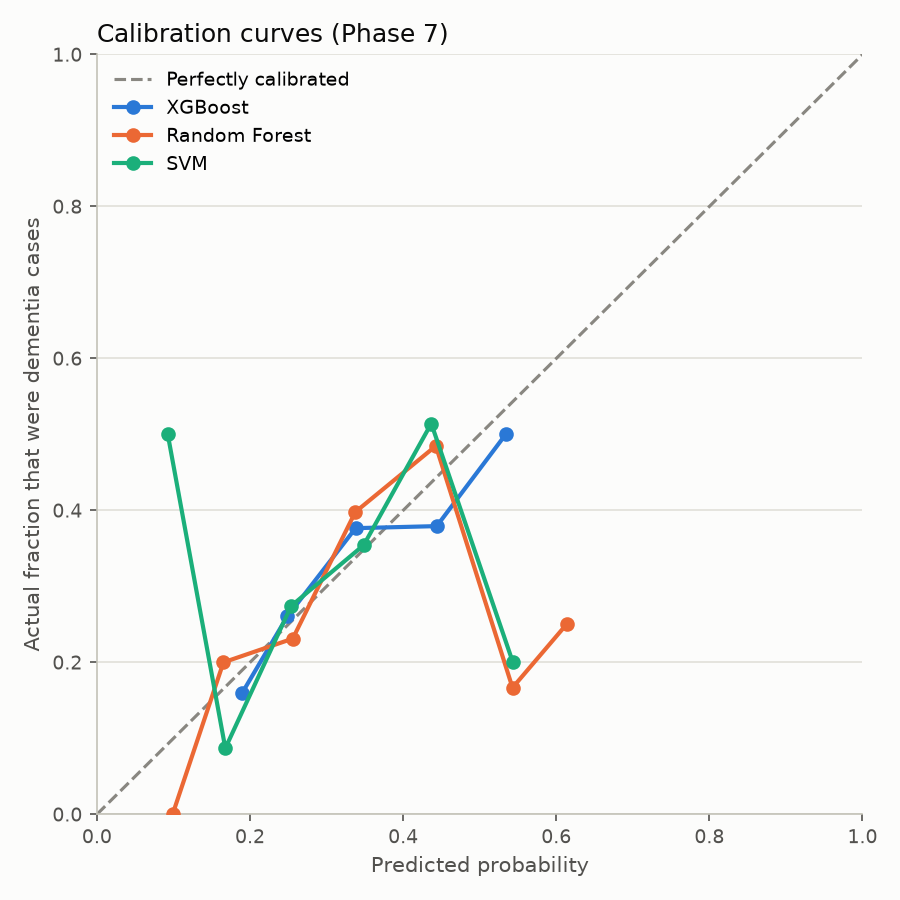 Calibration curves (Phase 7)
Perfectly calibrated
XGBoost
Random Forest
SVM
Actual fraction that were dementia cases
1.0
0.8
0.6
0.4
0.2
0.0
0.0 0.2 0.4 0.6 0.8 1.0
Predicted probability